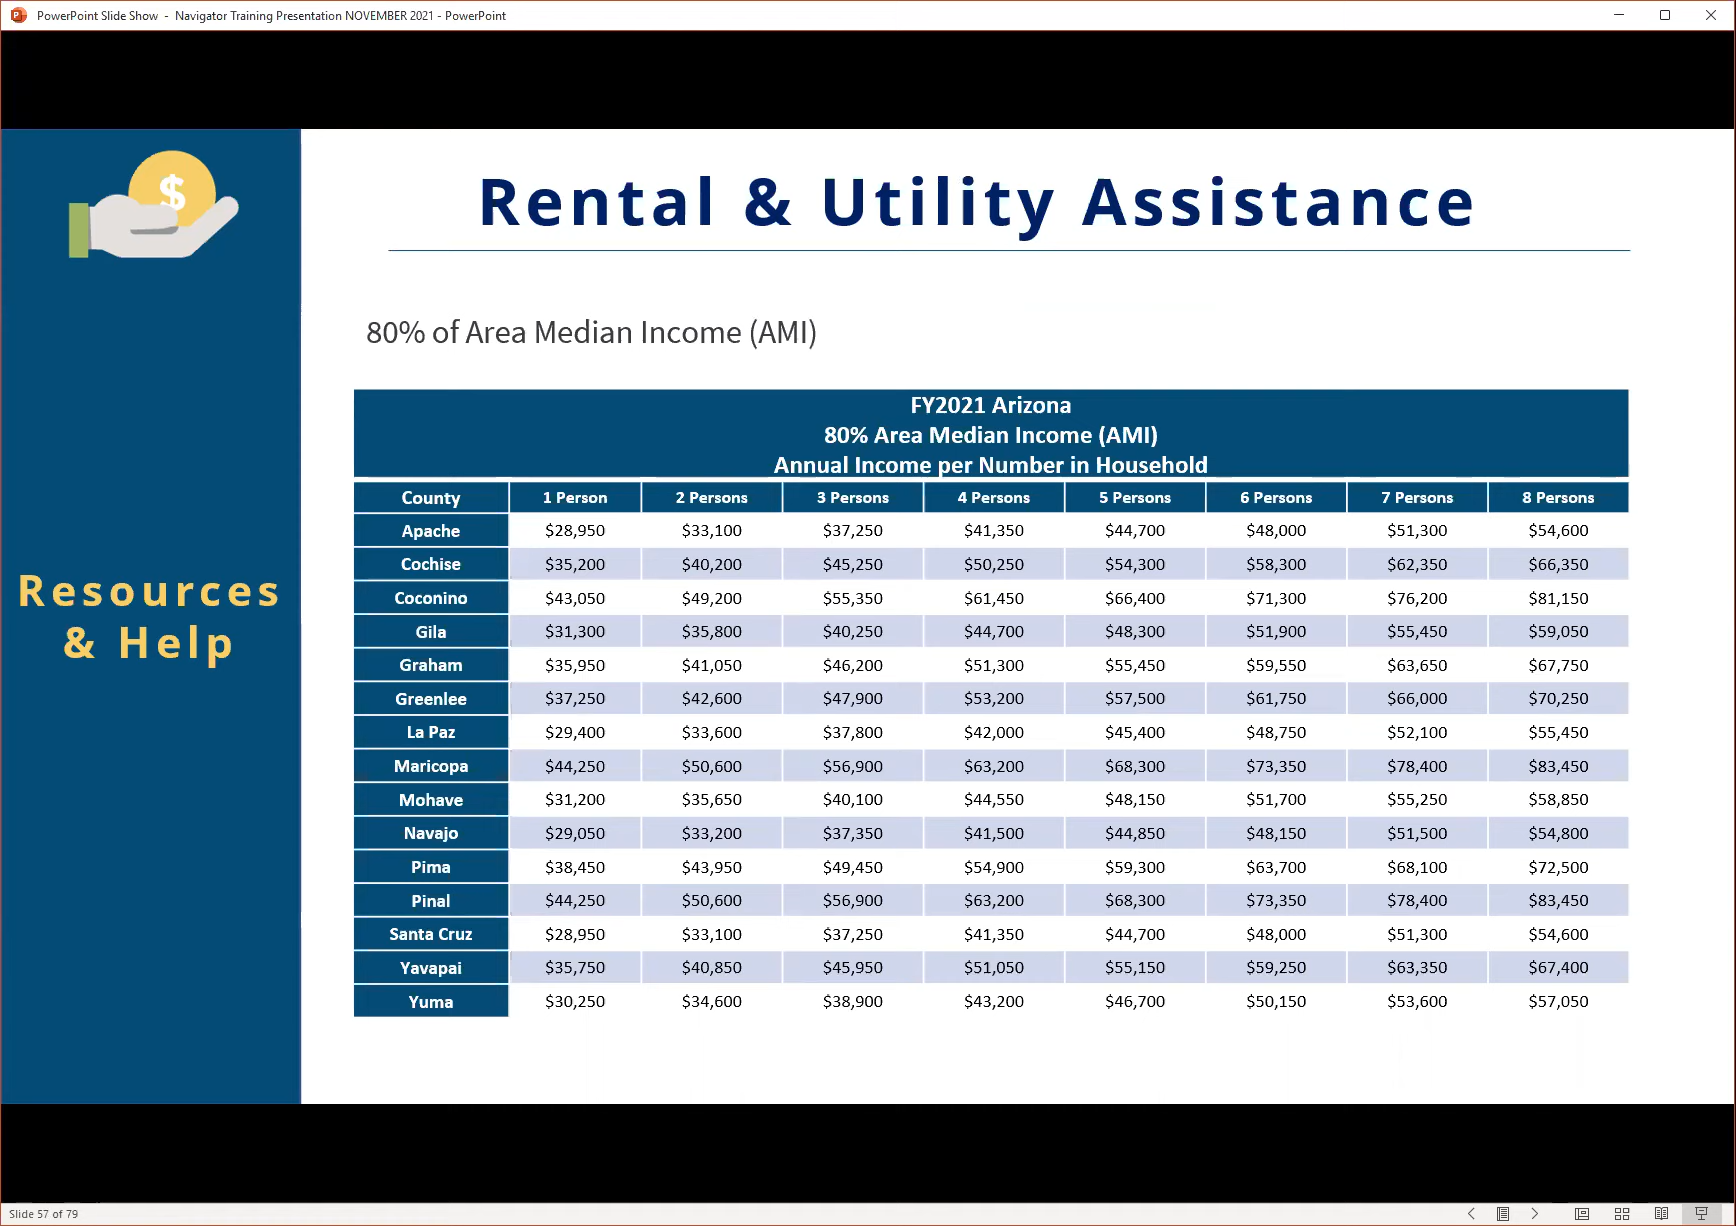 PowerPoint Slide Show - Navigator Training Presentation NOVEMBER 2021 - PowerPoint
$
Rental & Utility Assistance
80% of Area Median Income (AMI)
Resources
& Help
FY2021 Arizona
80% Area Median Income (AMI)
Annual Income per Number in Household
County 1 Person 2 Persons 3 Persons 4 Persons 5 Persons 6 Persons 7 Persons 8 Persons
Apache $28,950 $33,100 $37,250 $41,350 $44,700 $48,000 $51,300 $54,600
Cochise $35,200 $40,200 $45,250 $50,250 $54,300 $58,300 $62,350 $66,350
Coconino $43,050 $49,200 $55,350 $61,450 $66,400 $71,300 $76,200 $81,150
Gila $31,300 $35,800 $40,250 $44,700 $48,300 $51,900 $55,450 $59,050
Graham $35,950 $41,050 $46,200 $51,300 $55,450 $59,550 $63,650 $67,750
Greenlee $37,250 $42,600 $47,900 $53,200 $57,500 $61,750 $66,000 $70,250
La Paz $29,400 $33,600 $37,800 $42,000 $45,400 $48,750 $52,100 $55,450
Maricopa $44,250 $50,600 $56,900 $63,200 $68,300 $73,350 $78,400 $83,450
Mohave $31,200 $35,650 $40,100 $44,550 $48,150 $51,700 $55,250 $58,850
Navajo $29,050 $33,200 $37,350 $41,500 $44,850 $48,150 $51,500 $54,800
Pima $38,450 $43,950 $49,450 $54,900 $59,300 $63,700 $68,100 $72,500
Pinal $44,250 $50,600 $56,900 $63,200 $68,300 $73,350 $78,400 $83,450
Santa Cruz $28,950 $33,100 $37,250 $41,350 $44,700 $48,000 $51,300 $54,600
Yavapai $35,750 $40,850 $45,950 $51,050 $55,150 $59,250 $63,350 $67,400
Yuma $30,250 $34,600 $38,900 $43,200 $46,700 $50,150 $53,600 $57,050
Slide 57 of 79